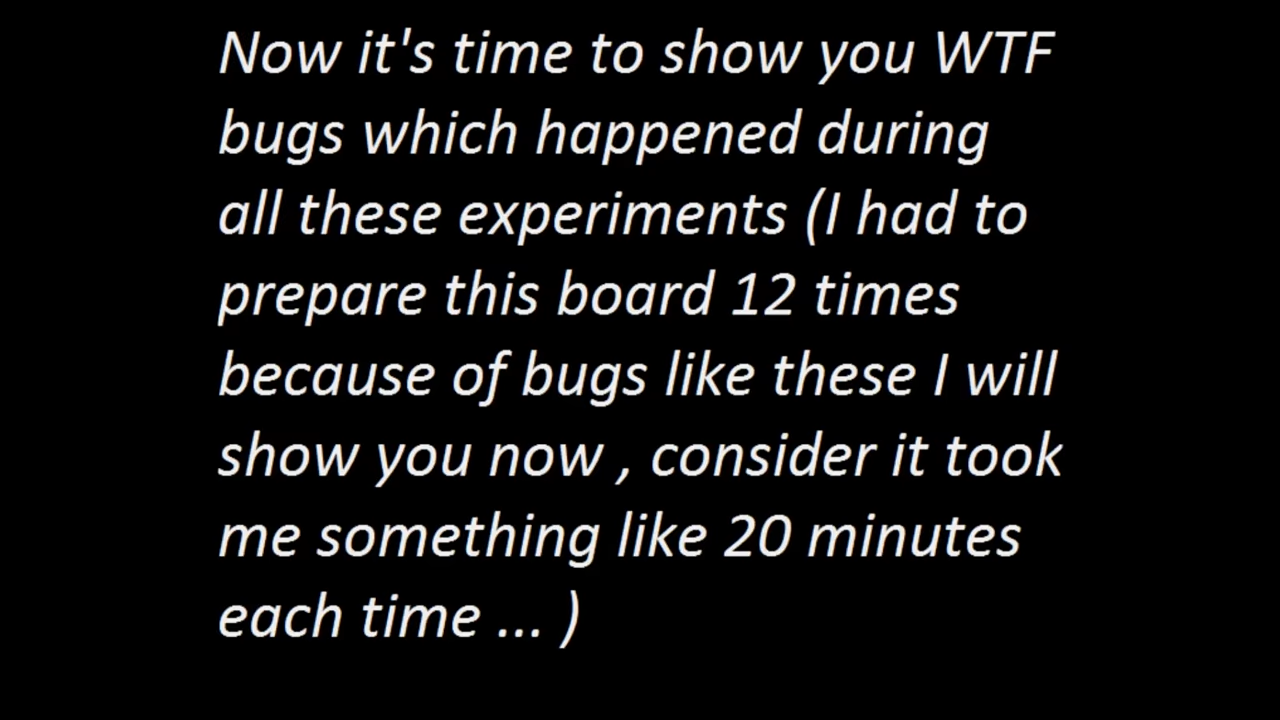 Now it's time to show you WTF
bugs which happened during
all these experiments (I had to
prepare this board 12 times
because of bugs like these I will
show you now , consider it took
me something like 20 minutes
each time ... )